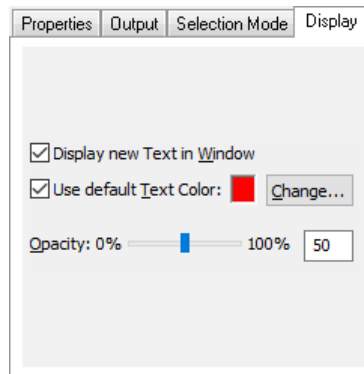 Properties Output Selection Mode Display
Display new Text in Window
Use default Text Color: Change...
Opacity: 0% 100% 50